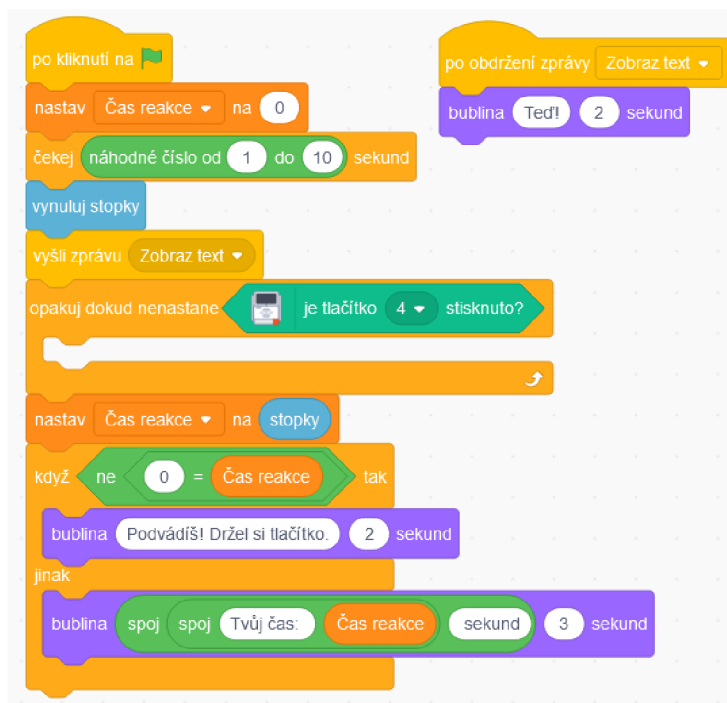 po kliknutí na
nastav Čas reakce na 0
čekej náhodné číslo od 1 do 10 sekund
vynuluj stopky
vyšli zprávu Zobraz text
opakuj dokud nenastane je tlačítko 4 stisknuto?
nastav Čas reakce na stopky
když ne 0 = Čas reakce tak
bublina Podvádíš! Držel si tlačítko. 2 sekund
jinak
bublina spoj spoj Tvůj čas: Čas reakce sekund 3 sekund
po obdržení zprávy Zobraz text
bublina Teď! 2 sekund